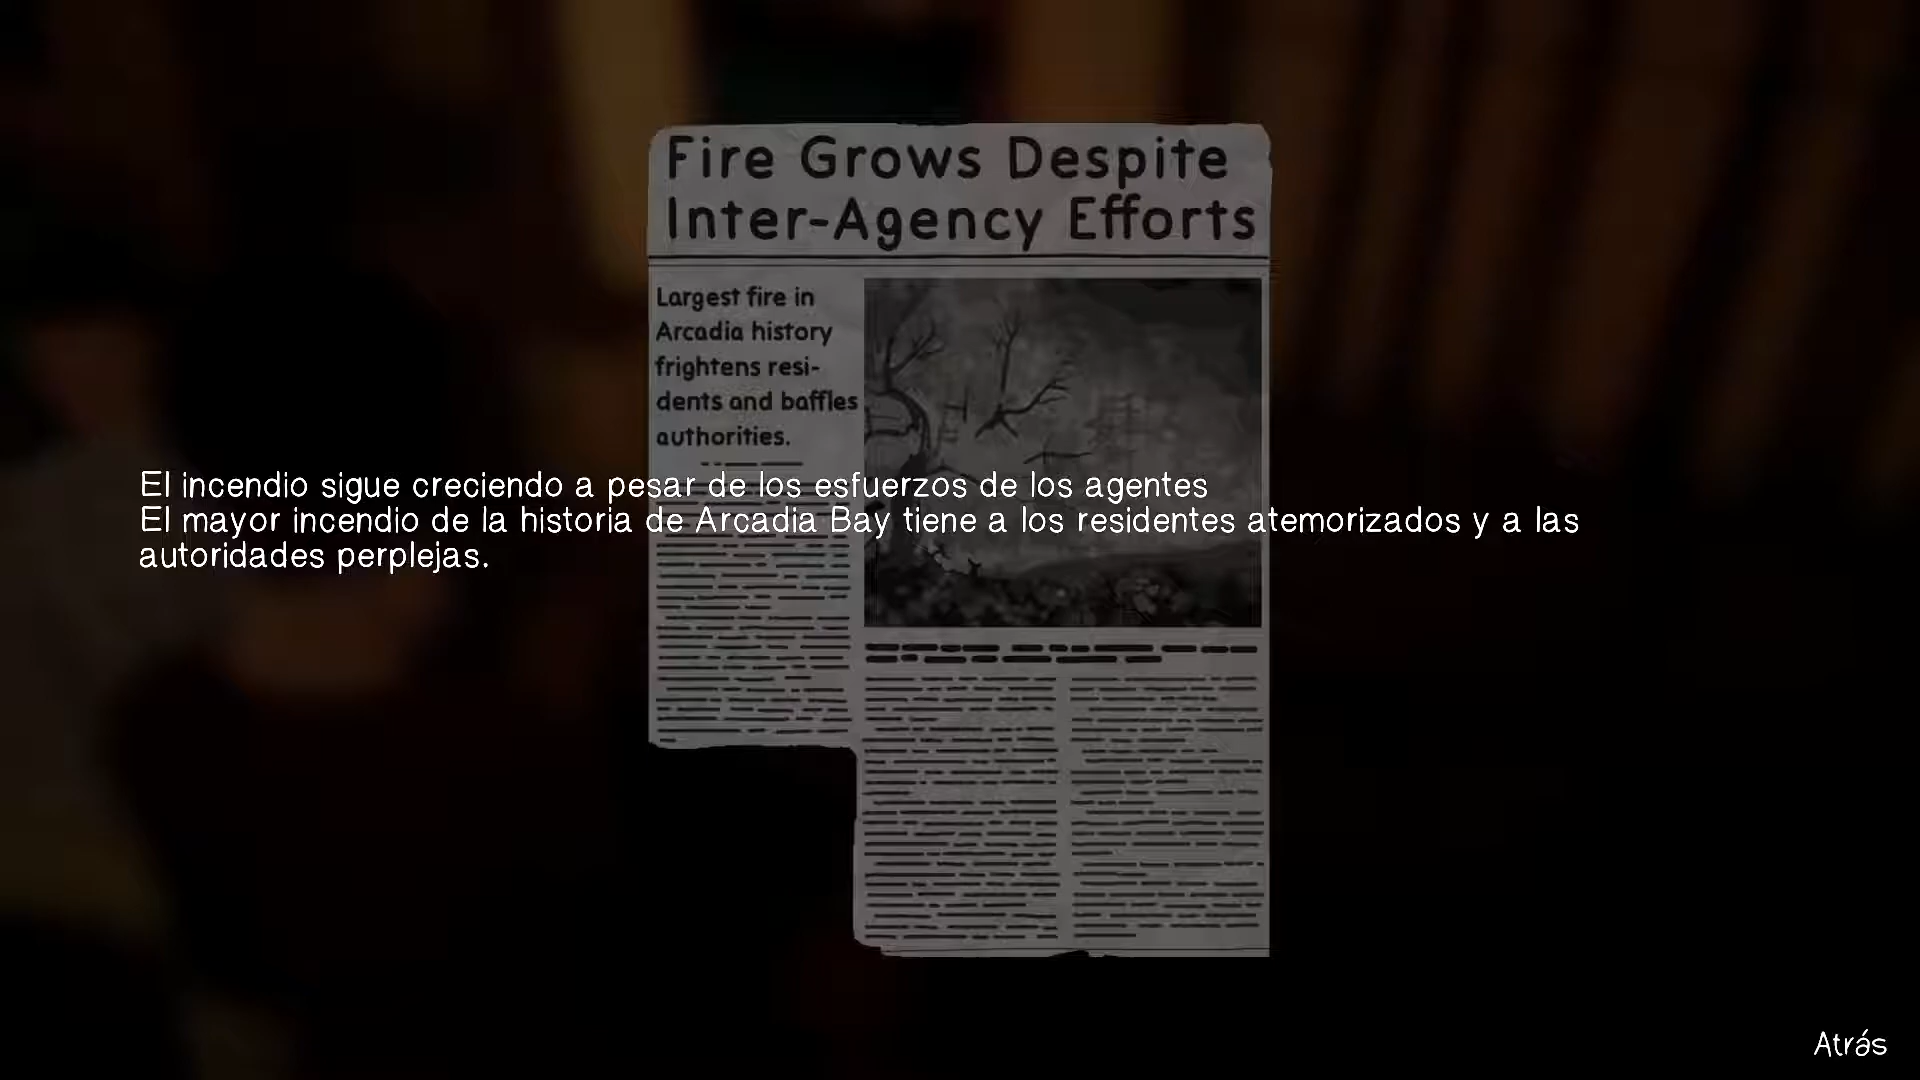 Fire Grows Despite
Inter-Agency Efforts
Largest fire in
Arcadia history
frightens resi-
dents and baffles
authorities.
El incendio sigue creciendo a pesar de los esfuerzos de los agentes
El mayor incendio de la historia de Arcadia Bay tiene a los residentes atemorizados y a las
autoridades perplejas.
Atrás